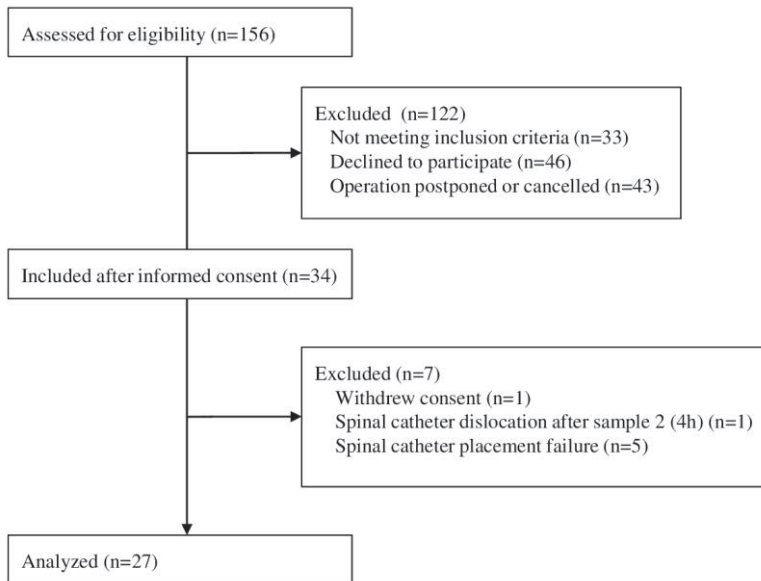 Assessed for eligibility (n=156)
Excluded (n=122)
Not meeting inclusion criteria (n=33)
Declined to participate (n=46)
Operation postponed or cancelled (n=43)
Included after informed consent (n=34)
Excluded (n=7)
Withdrew consent (n=1)
Spinal catheter dislocation after sample 2 (4h) (n=1)
Spinal catheter placement failure (n=5)
Analyzed (n=27)